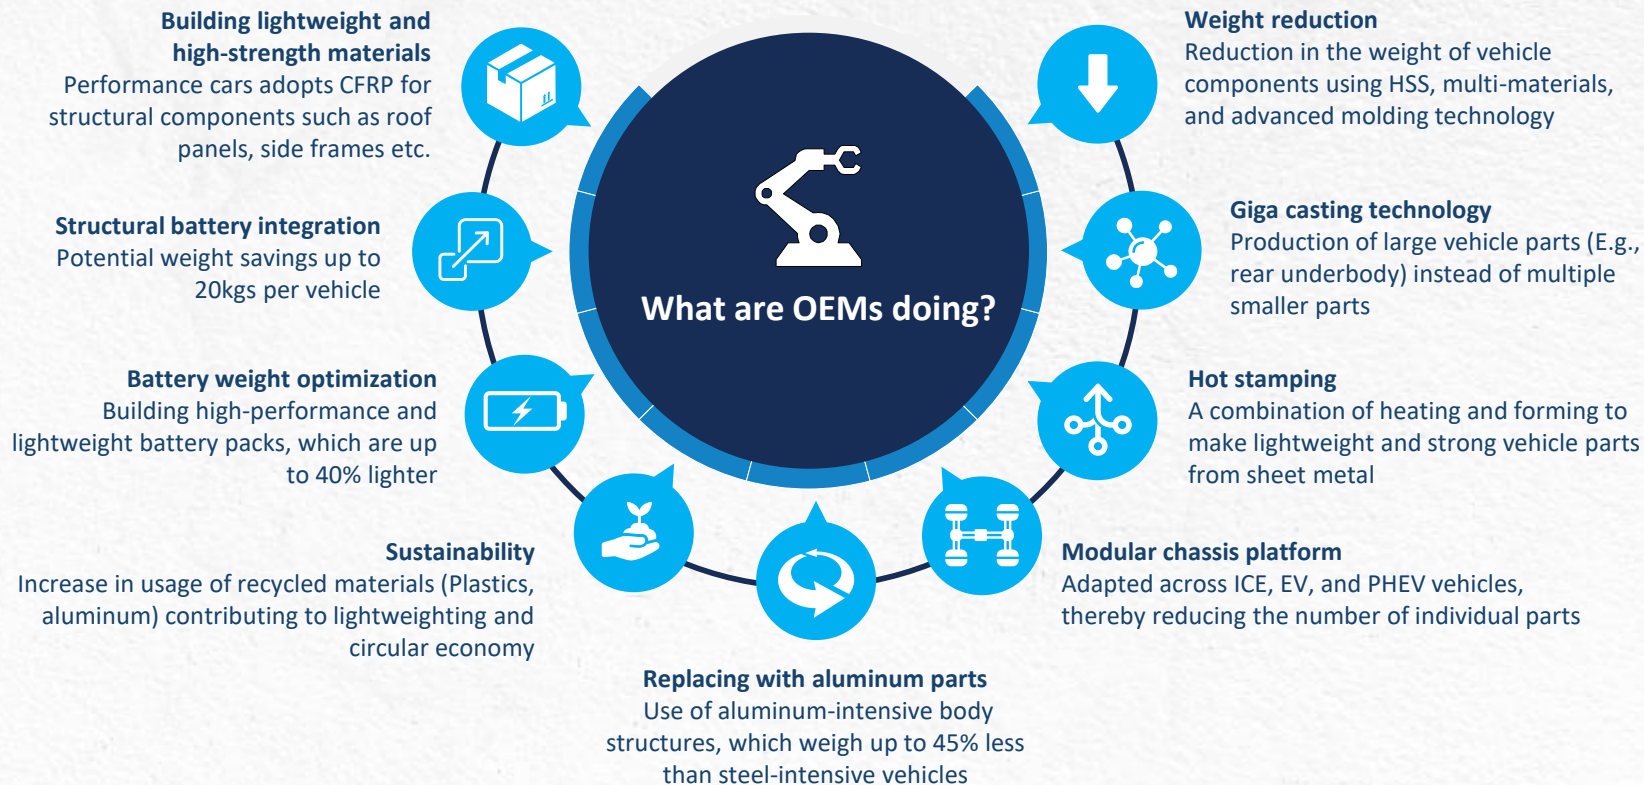 Building lightweight and
high-strength materials
Performance cars adopts CFRP for
structural components such as roof
panels, side frames etc.
Structural battery integration
Potential weight savings up to
20kgs per vehicle
Battery weight optimization
Building high-performance and
lightweight battery packs, which are up
to 40% lighter
Sustainability
Increase in usage of recycled materials (Plastics,
aluminum) contributing to lightweighting and
circular economy
What are OEMs doing?
Replacing with aluminum parts
Use of aluminum-intensive body
structures, which weigh up to 45% less
than steel-intensive vehicles
Weight reduction
Reduction in the weight of vehicle
components using HSS, multi-materials,
and advanced molding technology
Giga casting technology
Production of large vehicle parts (E.g.,
rear underbody) instead of multiple
smaller parts
Hot stamping
A combination of heating and forming to
make lightweight and strong vehicle parts
from sheet metal
Modular chassis platform
Adapted across ICE, EV, and PHEV vehicles,
thereby reducing the number of individual parts